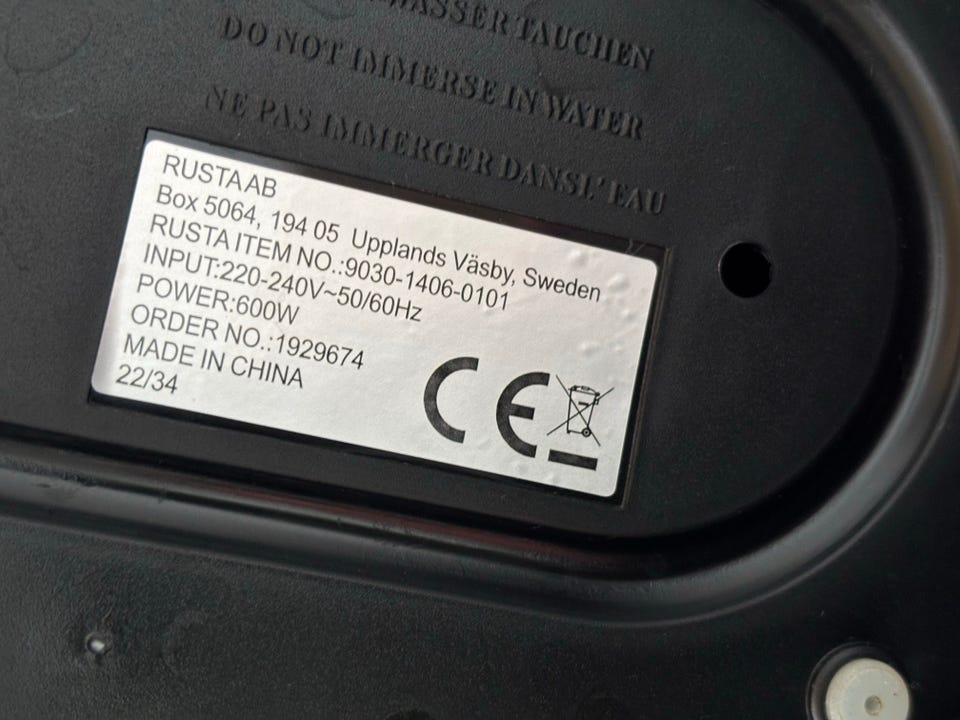 WASSER TAUCHEN
DO NOT IMMERSE IN WATER
NE PAS IMMERGER DANS L'EAU
RUSTA AB
Box 5064, 194 05 Upplands Väsby, Sweden
RUSTA ITEM NO.:9030-1406-0101
INPUT:220-240V~50/60Hz
POWER:600W
ORDER NO.:1929674
MADE IN CHINA
22/34
CE